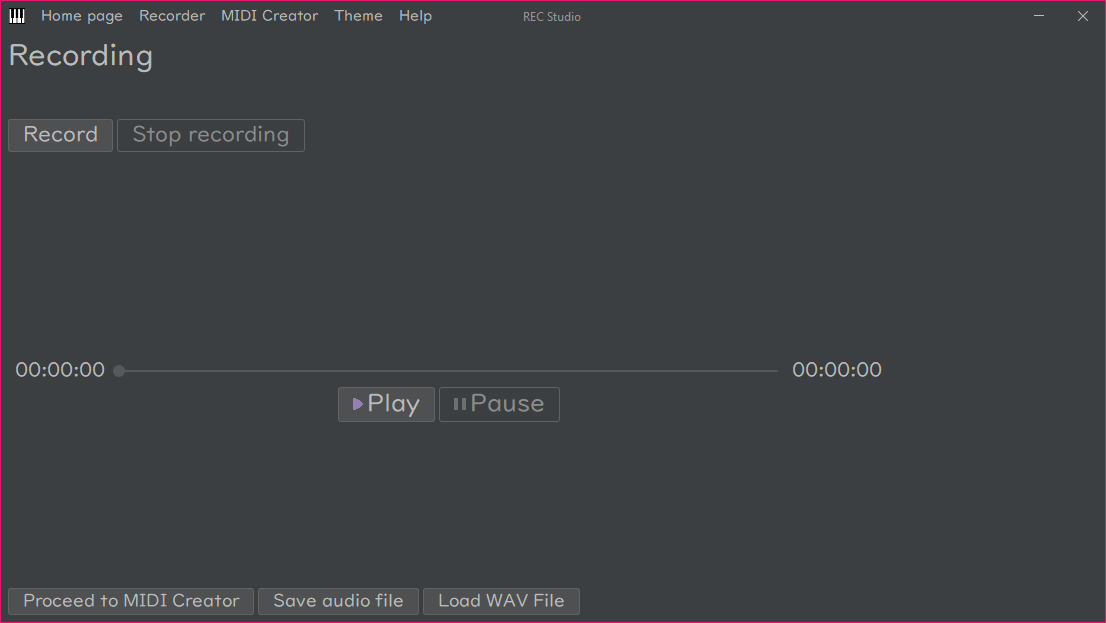 Home page Recorder MIDI Creator Theme Help REC Studio
Recording
Record Stop recording
00:00:00 00:00:00
Play Pause
Proceed to MIDI Creator Save audio file Load WAV File